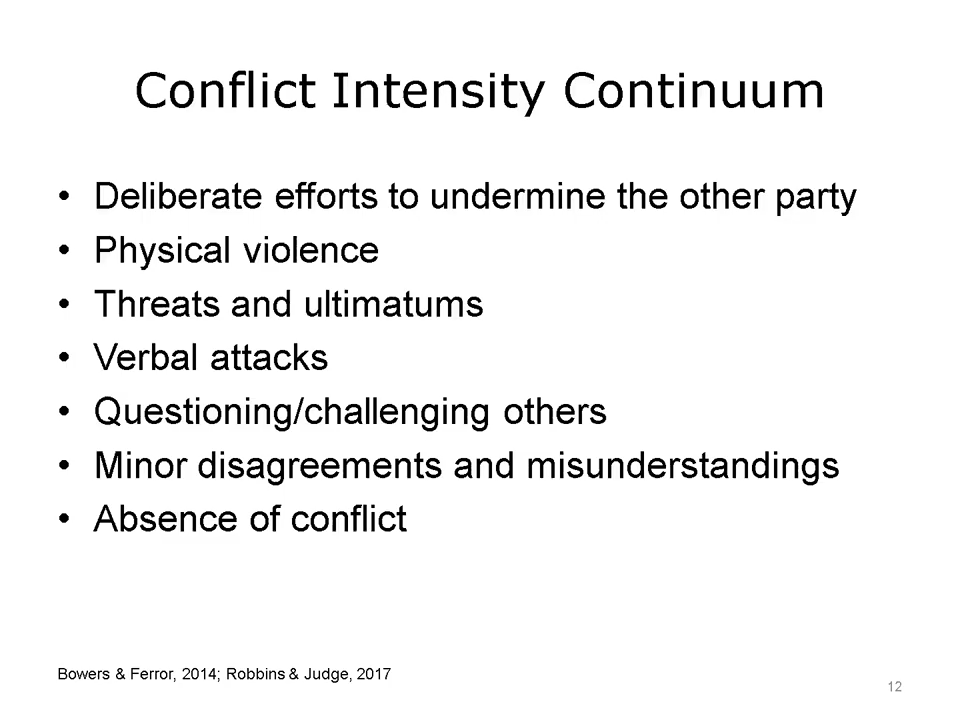 Conflict Intensity Continuum
• Deliberate efforts to undermine the other party
• Physical violence
• Threats and ultimatums
• Verbal attacks
• Questioning/challenging others
• Minor disagreements and misunderstandings
• Absence of conflict
Bowers & Ferror, 2014; Robbins & Judge, 2017
12